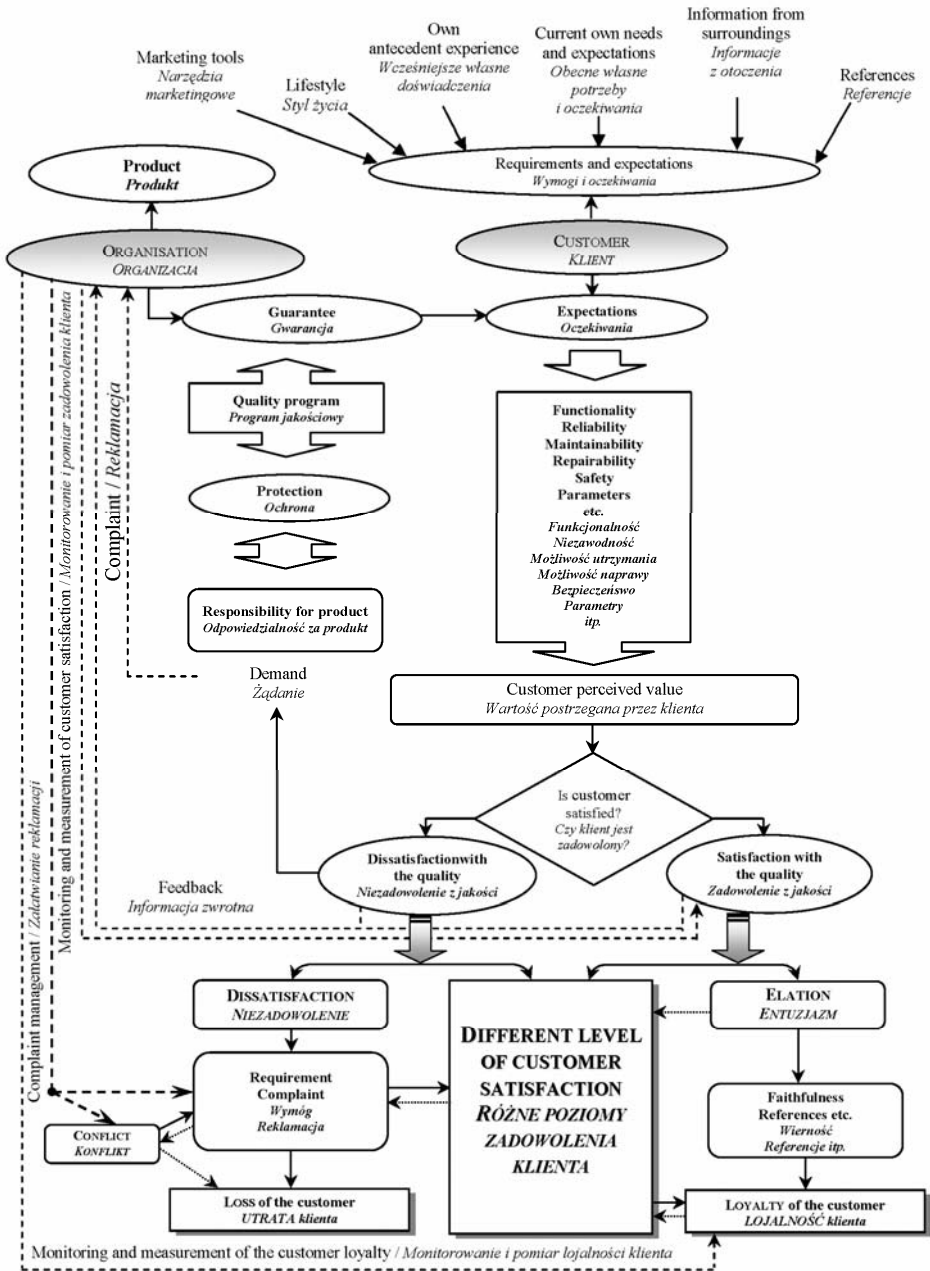 Marketing tools
Narzędzia
marketingowe
Lifestyle
Styl życia
Own
antecedent experience
Wcześniejsze własne
doświadczenia
Current own needs
and expectations
Obecne własne
potrzeby
i oczekiwania
Information from
surroundings
Informacje
z otoczenia
References
Referencje
Requirements and expectations
Wymogi i oczekiwania
Product
Produkt
ORGANISATION
ORGANIZACJA
CUSTOMER
KLIENT
Guarantee
Gwarancja
Expectations
Oczekiwania
Quality program
Program jakościowy
Protection
Ochrona
Responsibility for product
Odpowiedzialność za produkt
Functionality
Reliability
Maintainability
Repairability
Safety
Parameters
etc.
Funkcjonalność
Niezawodność
Możliwość utrzymania
Możliwość naprawy
Bezpieczeńswo
Parametry
itp.
Complaint / Reklamacja
Monitoring and measurement of customer satisfaction / Monitorowanie i pomiar zadowolenia klienta
Complaint management / Załatwianie reklamacji
Demand
Żądanie
Customer perceived value
Wartość postrzegana przez klienta
Is customer
satisfied?
Czy klient jest
zadowolony?
Dissatisfactionwith
the quality
Niezadowolenie z jakości
Satisfaction with
the quality
Zadowolenie z jakości
Feedback
Informacja zwrotna
DISSATISFACTION
NIEZADOWOLENIE
DIFFERENT LEVEL
OF CUSTOMER
SATISFACTION
RÓŻNE POZIOMY
ZADOWOLENIA
KLIENTA
ELATION
ENTUZJAZM
Requirement
Complaint
Wymóg
Reklamacja
Faithfulness
References etc.
Wierność
Referencje itp.
CONFLICT
KONFLIKT
LOSS of the customer
UTRATA klienta
LOYALTY of the customer
LOJALNOŚĆ klienta
Monitoring and measurement of the customer loyalty / Monitorowanie i pomiar lojalności klienta